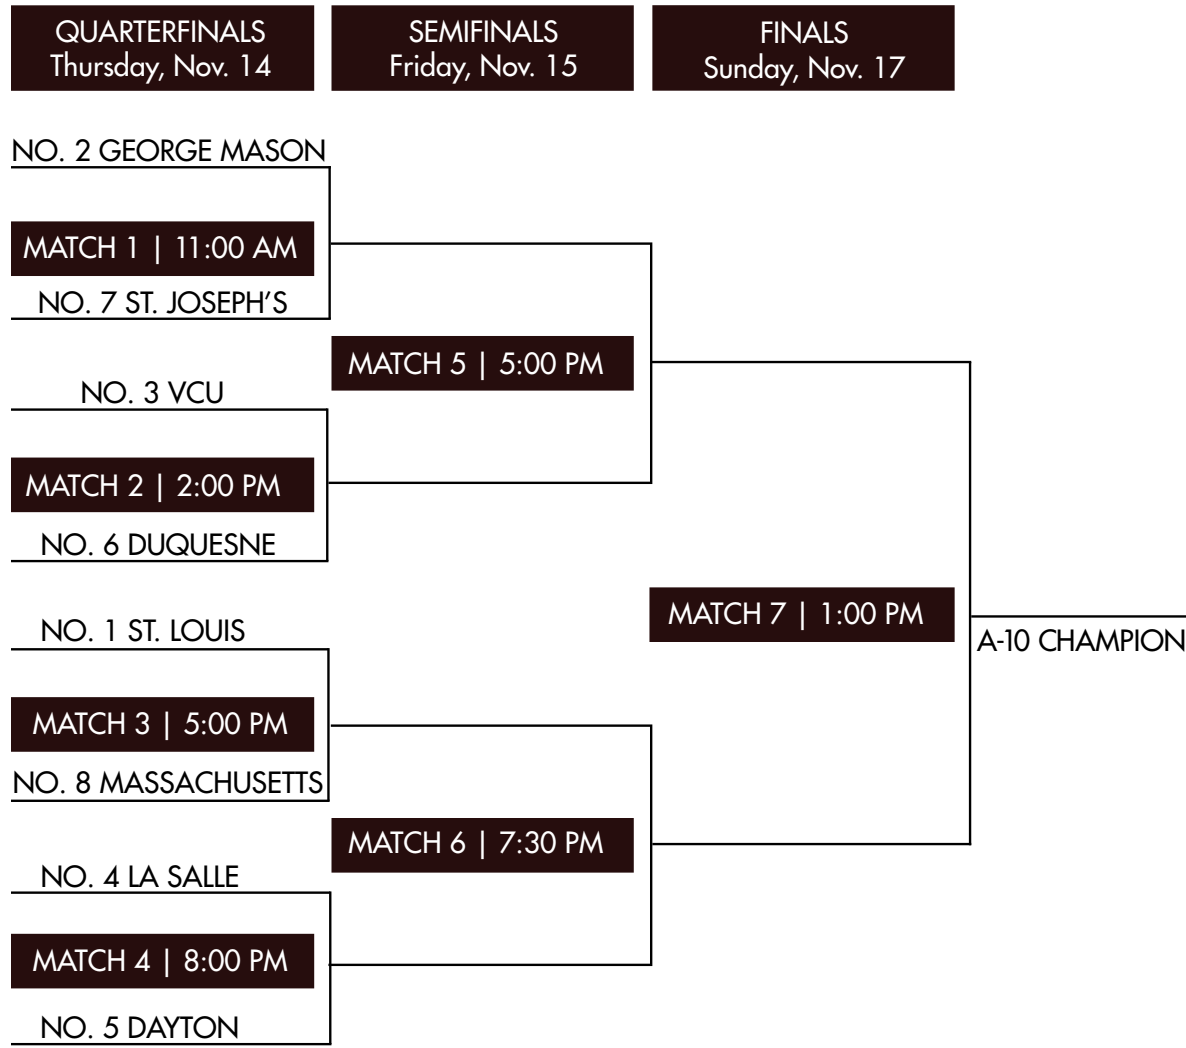 QUARTERFINALS
Thursday, Nov. 14
SEMIFINALS
Friday, Nov. 15
FINALS
Sunday, Nov. 17
NO. 2 GEORGE MASON
MATCH 1 | 11:00 AM
NO. 7 ST. JOSEPH'S
MATCH 5 | 5:00 PM
NO. 3 VCU
MATCH 2 | 2:00 PM
NO. 6 DUQUESNE
MATCH 7 | 1:00 PM
A-10 CHAMPION
NO. 1 ST. LOUIS
MATCH 3 | 5:00 PM
NO. 8 MASSACHUSETTS
MATCH 6 | 7:30 PM
NO. 4 LA SALLE
MATCH 4 | 8:00 PM
NO. 5 DAYTON